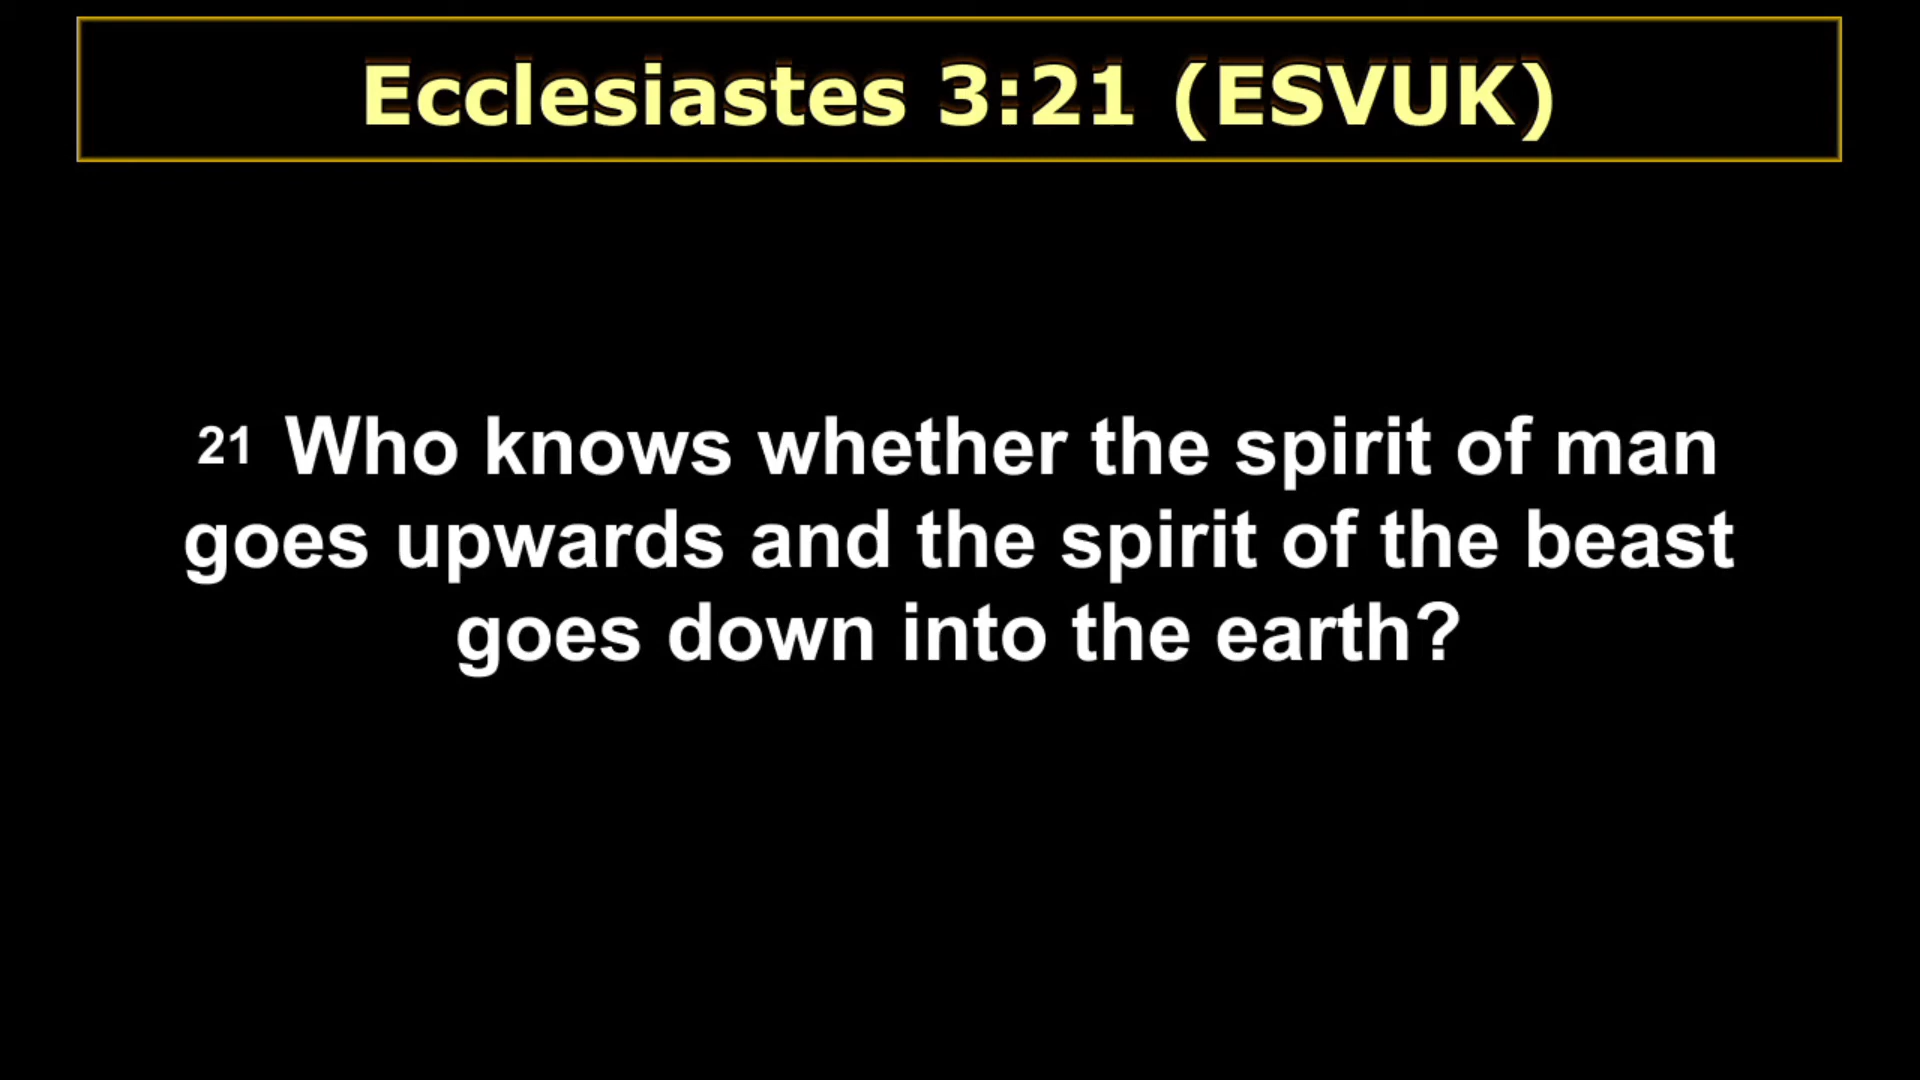 Ecclesiastes 3:21 (ESVUK)
21 Who knows whether the spirit of man
goes upwards and the spirit of the beast
goes down into the earth?